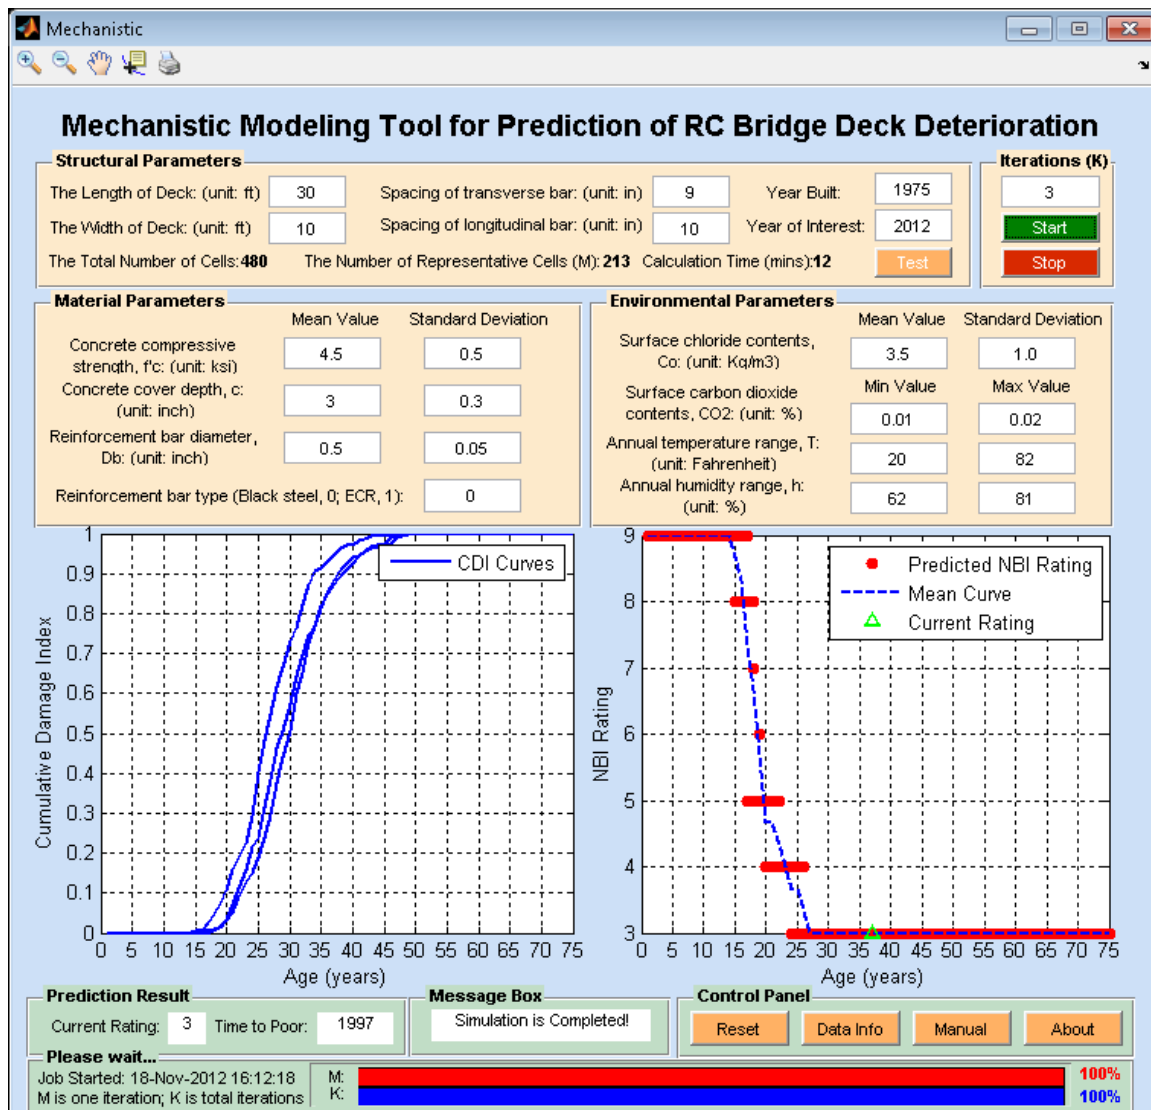 Mechanistic
Mechanistic Modeling Tool for Prediction of RC Bridge Deck Deterioration
Structural Parameters
Iterations (K)
The Length of Deck: (unit: ft) 30 Spacing of transverse bar: (unit: in) 9 Year Built: 1975 3
The Width of Deck: (unit: ft) 10 Spacing of longitudinal bar: (unit: in) 10 Year of Interest: 2012 Start
The Total Number of Cells: 480 The Number of Representative Cells (M): 213 Calculation Time (mins): 12 Test Stop
Material Parameters
Mean Value Standard Deviation
Concrete compressive
strength, f'c: (unit: ksi) 4.5 0.5
Concrete cover depth, c:
(unit: inch) 3 0.3
Reinforcement bar diameter,
Db: (unit: inch) 0.5 0.05
Reinforcement bar type (Black steel, 0; ECR, 1): 0
Environmental Parameters
Mean Value Standard Deviation
Surface chloride contents,
Co: (unit: Kg/m3) 3.5 1.0
Min Value Max Value
Surface carbon dioxide
contents, CO2: (unit: %) 0.01 0.02
Annual temperature range, T:
(unit: Fahrenheit) 20 82
Annual humidity range, h:
(unit: %) 62 81
CDI Curves
Cumulative Damage Index
1
0.9
0.8
0.7
0.6
0.5
0.4
0.3
0.2
0.1
0
0 5 10 15 20 25 30 35 40 45 50 55 60 65 70 75
Age (years)
Predicted NBI Rating
Mean Curve
Current Rating
NBI Rating
9
8
7
6
5
4
3
0 5 10 15 20 25 30 35 40 45 50 55 60 65 70 75
Age (years)
Prediction Result
Current Rating: 3 Time to Poor: 1997
Message Box
Simulation is Completed!
Control Panel
Reset Data Info Manual About
Please wait...
Job Started: 18-Nov-2012 16:12:18 M: 100%
M is one iteration; K is total iterations K: 100%